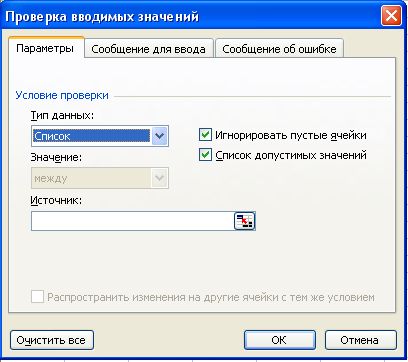 Проверка вводимых значений
Параметры Сообщение для ввода Сообщение об ошибке
Условие проверки
Тип данных:
Список
Игнорировать пустые ячейки
Значение:
Список допустимых значений
между
Источник:
Распространить изменения на другие ячейки с тем же условием
Очистить все ОК Отмена